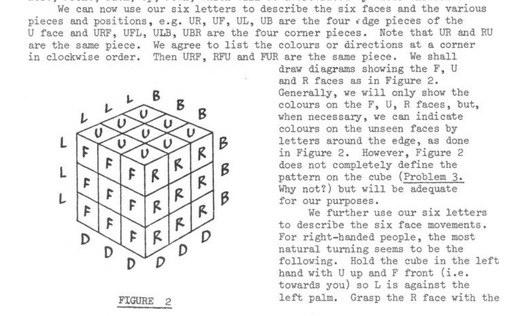 We can now use our six letters to describe the six faces and the various
pieces and positions, e.g. UR, UF, UL, UB are the four edge pieces of the
U face and URF, UFL, ULB, UBR are the four corner pieces. Note that UR and RU
are the same piece. We agree to list the colours or directions at a corner
in clockwise order. Then URF, RFU and FUR are the same piece. We shall
draw diagrams showing the F, U
and R faces as in Figure 2.
Generally, we will only show the
colours on the F, U, R faces, but,
when necessary, we can indicate
colours on the unseen faces by
letters around the edge, as done
in Figure 2. However, Figure 2
does not completely define the
pattern on the cube (Problem 3.
Why not?) but will be adequate
for our purposes.
We further use our six letters
to describe the six face movements.
For right-handed people, the most
natural turning seems to be the
following. Hold the cube in the left
hand with U up and F front (i.e.
towards you) so L is against the
left palm. Grasp the R face with the
L L L B B B
U
U U
U U U
U U
U
L F F F R R R B
L F F F R R R B
L F F F R R R B
D D D D D D
FIGURE 2